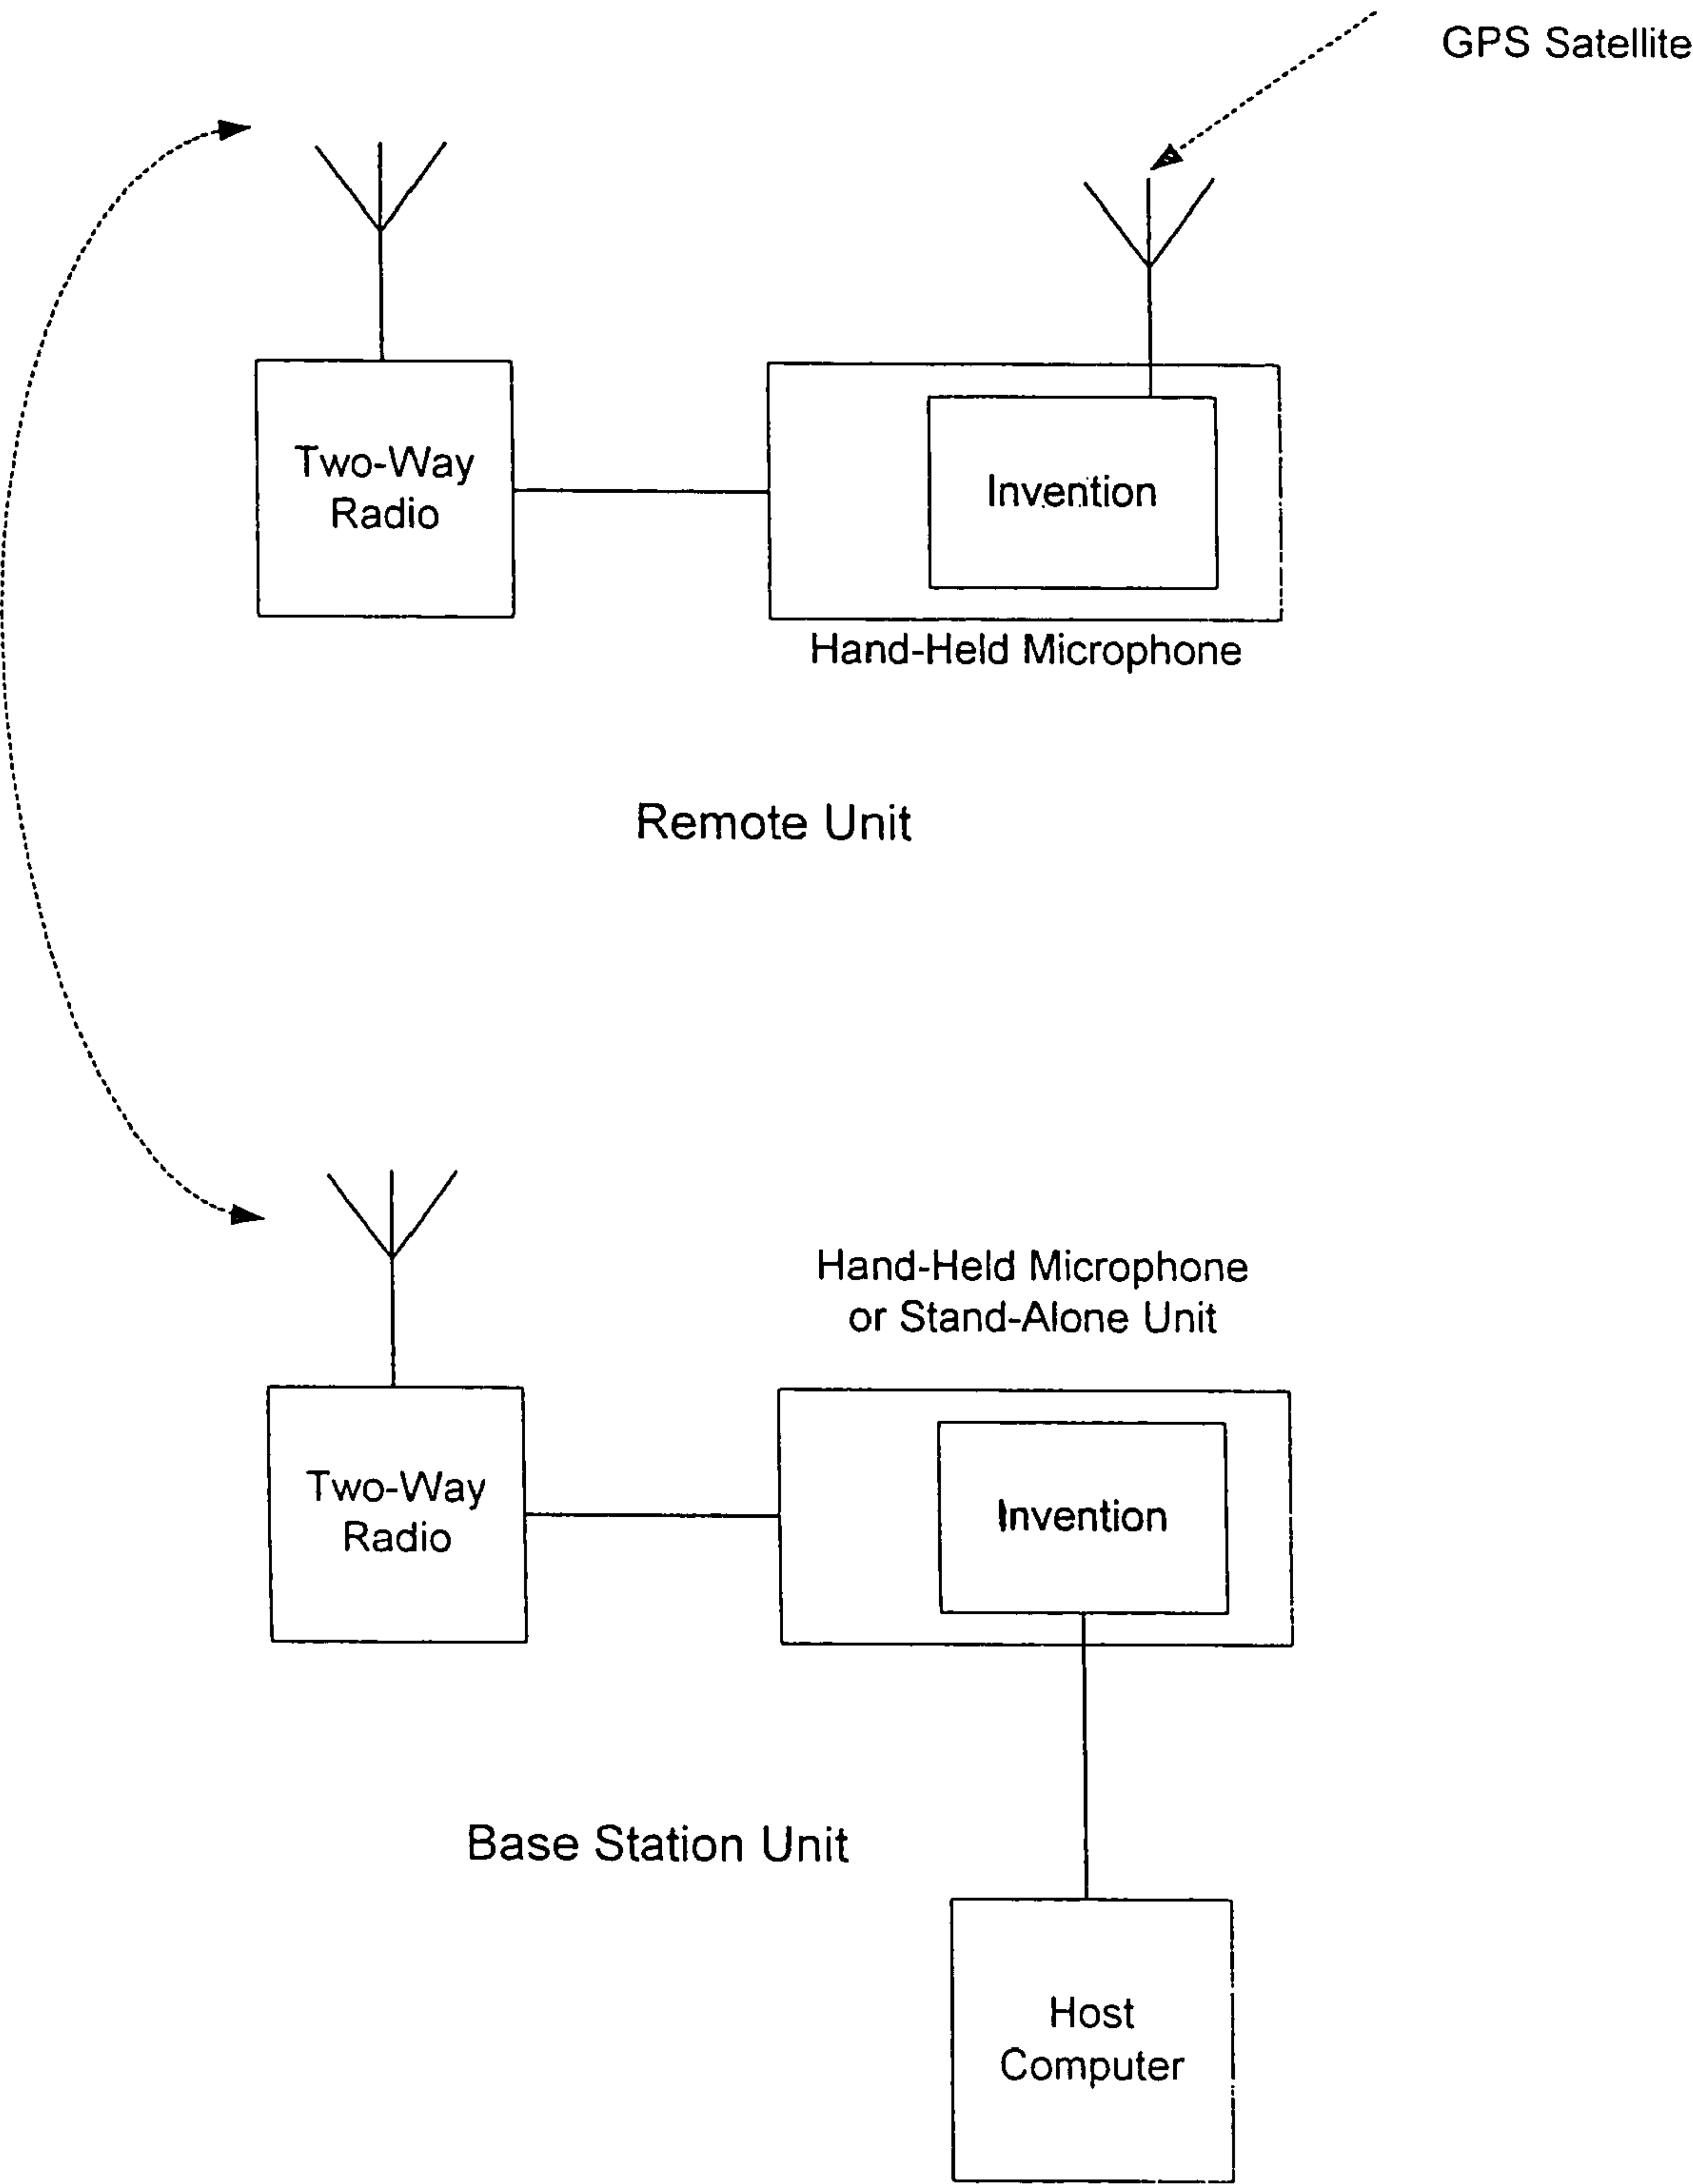 GPS Satellite
Two-Way
Radio
Invention
Hand-Held Microphone
Remote Unit
Hand-Held Microphone
or Stand-Alone Unit
Two-Way
Radio
Invention
Base Station Unit
Host
Computer